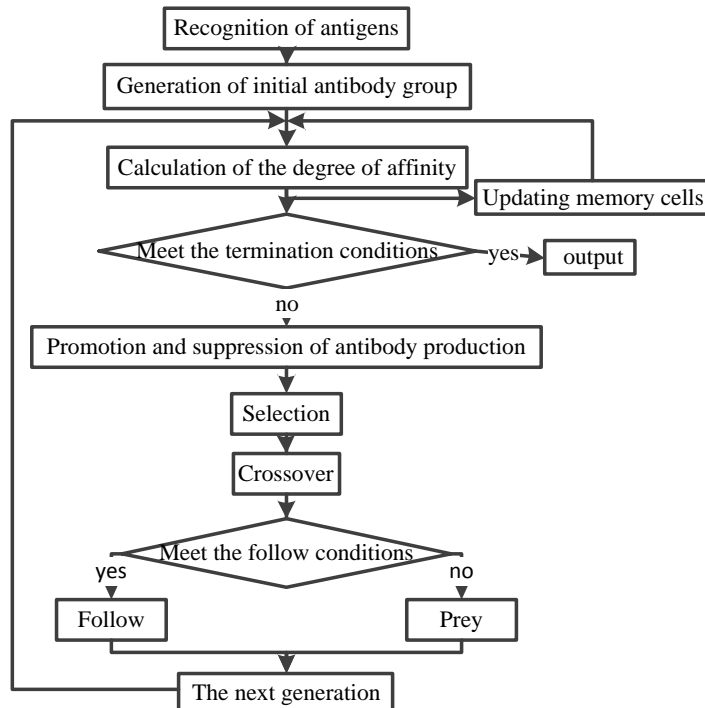 Recognition of antigens
Generation of initial antibody group
Calculation of the degree of affinity
Updating memory cells
Meet the termination conditions
yes
output
no
Promotion and suppression of antibody production
Selection
Crossover
Meet the follow conditions
yes
no
Follow
Prey
The next generation